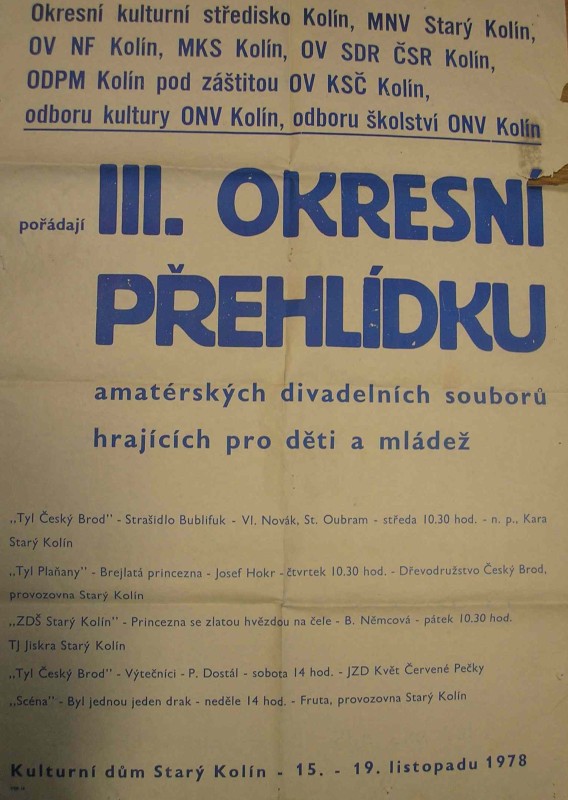 Okresní kulturní středisko Kolín, MNV Starý Kolín,
OV NF Kolín, MKS Kolín, OV SDR ČSR Kolín,
ODPM Kolín pod záštitou OV KSČ Kolín,
odboru kultury ONV Kolín, odboru školství ONV Kolín
pořádají III. OKRESNÍ
PŘEHLÍDKU
amatérských divadelních souborů
hrajících pro děti a mládež
„Tyl Český Brod" - Strašidlo Bublifuk - Vl. Novák, St. Oubram - středa 10.30 hod. - n. p., Kara
Starý Kolín
„Tyl Plaňany" - Brejlatá princezna - Josef Hokr - čtvrtek 10.30 hod. - Dřevodružstvo Český Brod,
provozovna Starý Kolín
„ZDŠ Starý Kolín" - Princezna se zlatou hvězdou na čele - B. Němcová - pátek 10.30 hod.
TJ Jiskra Starý Kolín
„Tyl Český Brod" - Výtečníci - P. Dostál - sobota 14 hod. - JZD Květ Červené Pečky
„Scéna" - Byl jednou jeden drak - neděle 14 hod. - Fruta, provozovna Starý Kolín
Kulturní dům Starý Kolín - 15. - 19. listopadu 1978